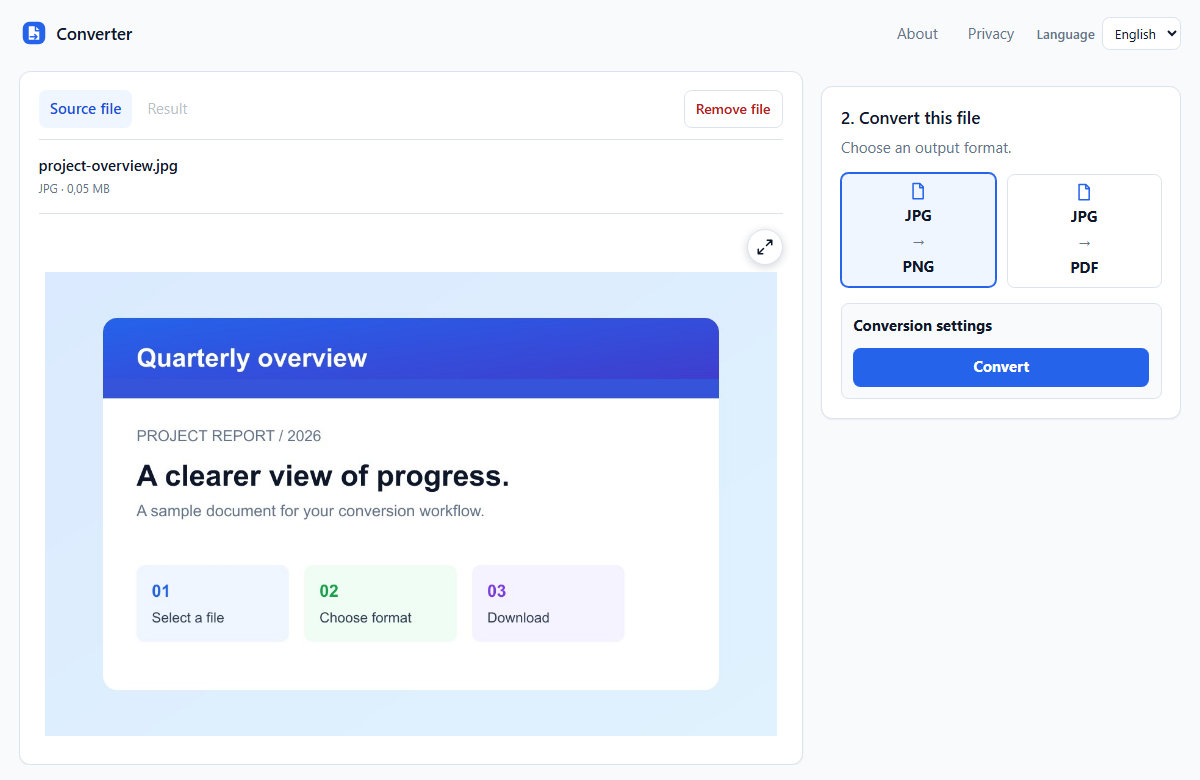 Converter
About
Privacy
Language
English
Source file
Result
Remove file
project-overview.jpg
JPG · 0,05 MB
Quarterly overview
PROJECT REPORT / 2026
A clearer view of progress.
A sample document for your conversion workflow.
01
Select a file
02
Choose format
03
Download
2. Convert this file
Choose an output format.
JPG
→
PNG
JPG
→
PDF
Conversion settings
Convert